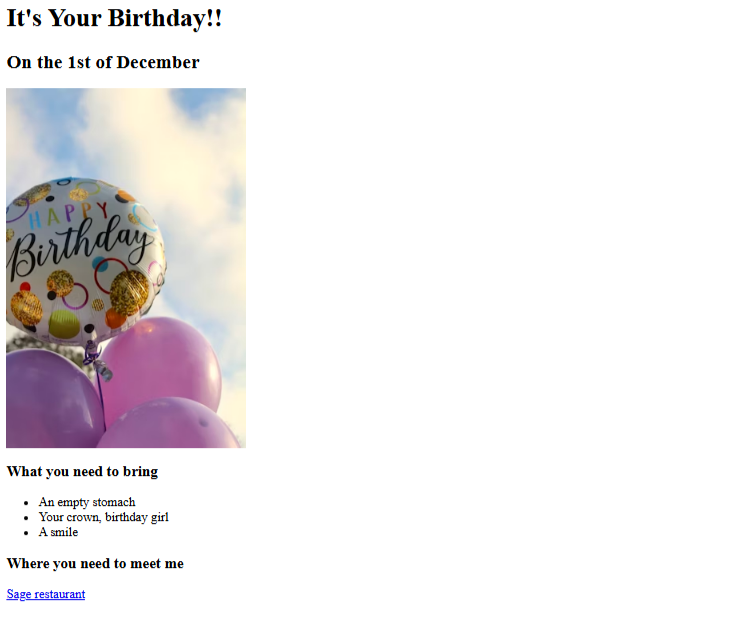 It's Your Birthday!!
On the 1st of December
HAPPY
Birthday
What you need to bring
An empty stomach
Your crown, birthday girl
A smile
Where you need to meet me
Sage restaurant